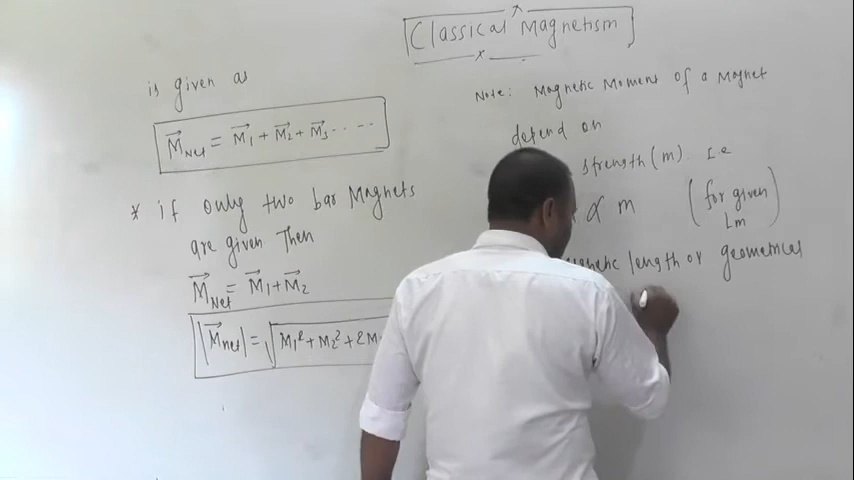 Classical Magnetism
is given as
M⃗Net = M⃗1 + M⃗2 + M⃗3 .... --
* if only two bar Magnets
are given Then
M⃗Net = M⃗1 + M⃗2
|M⃗net| = √M1² + M2² + 2M
Note: Magnetic Moment of a Magnet
depend on
strength (m). i.e
∝ m (for given
Lm)
length or geometrical